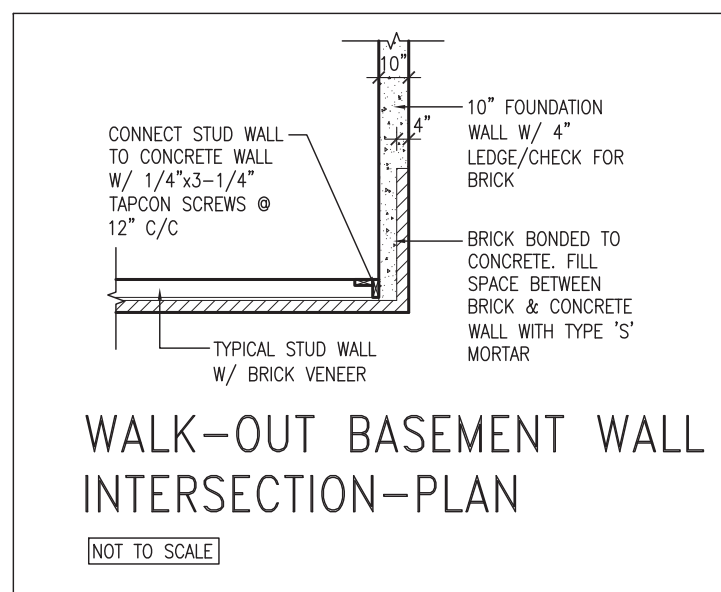 10"
4"
CONNECT STUD WALL
TO CONCRETE WALL
W/ 1/4"x3-1/4"
TAPCON SCREWS @
12" C/C
10" FOUNDATION
WALL W/ 4"
LEDGE/CHECK FOR
BRICK
BRICK BONDED TO
CONCRETE. FILL
SPACE BETWEEN
BRICK & CONCRETE
WALL WITH TYPE 'S'
MORTAR
TYPICAL STUD WALL
W/ BRICK VENEER
WALK-OUT BASEMENT WALL
INTERSECTION-PLAN
NOT TO SCALE